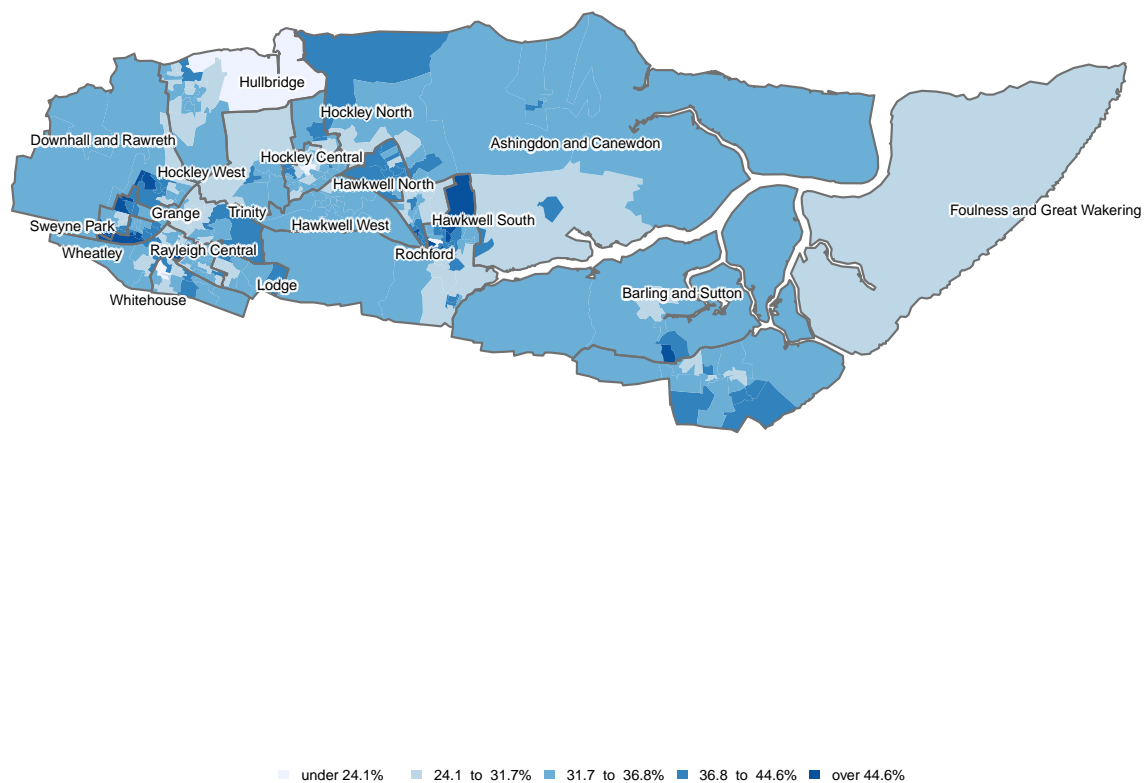 Hullbridge
Hockley North
Downhall and Rawreth
Ashingdon and Canewdon
Hockley Central
Hockley West
Hawkwell North
Foulness and Great Wakering
Grange
Trinity
Hawkwell South
Sweyne Park
Hawkwell West
Wheatley
Rayleigh Central
Rochford
Lodge
Barling and Sutton
Whitehouse
under 24.1% 24.1 to 31.7% 31.7 to 36.8% 36.8 to 44.6% over 44.6%